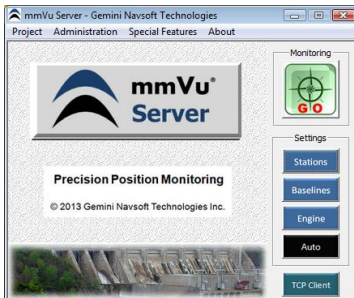 mmVu Server - Gemini Navsoft Technologies
Project Administration Special Features About
Monitoring
mmVu®
Server
GO
Settings
Stations
Precision Position Monitoring
Baselines
© 2013 Gemini Navsoft Technologies Inc.
Engine
Auto
TCP Client